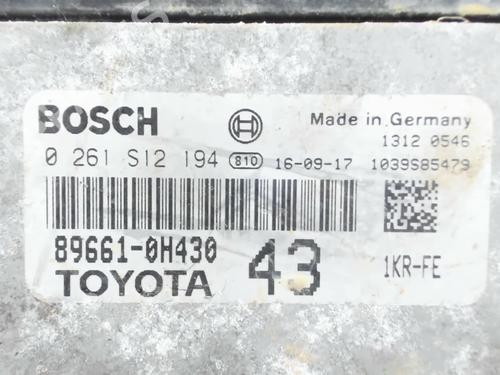 BOSCH
Made in Germany
1312 0546
0 261 S12 194 810 16-09-17 1039S85479
89661-0H430
TOYOTA 43 1KR-FE